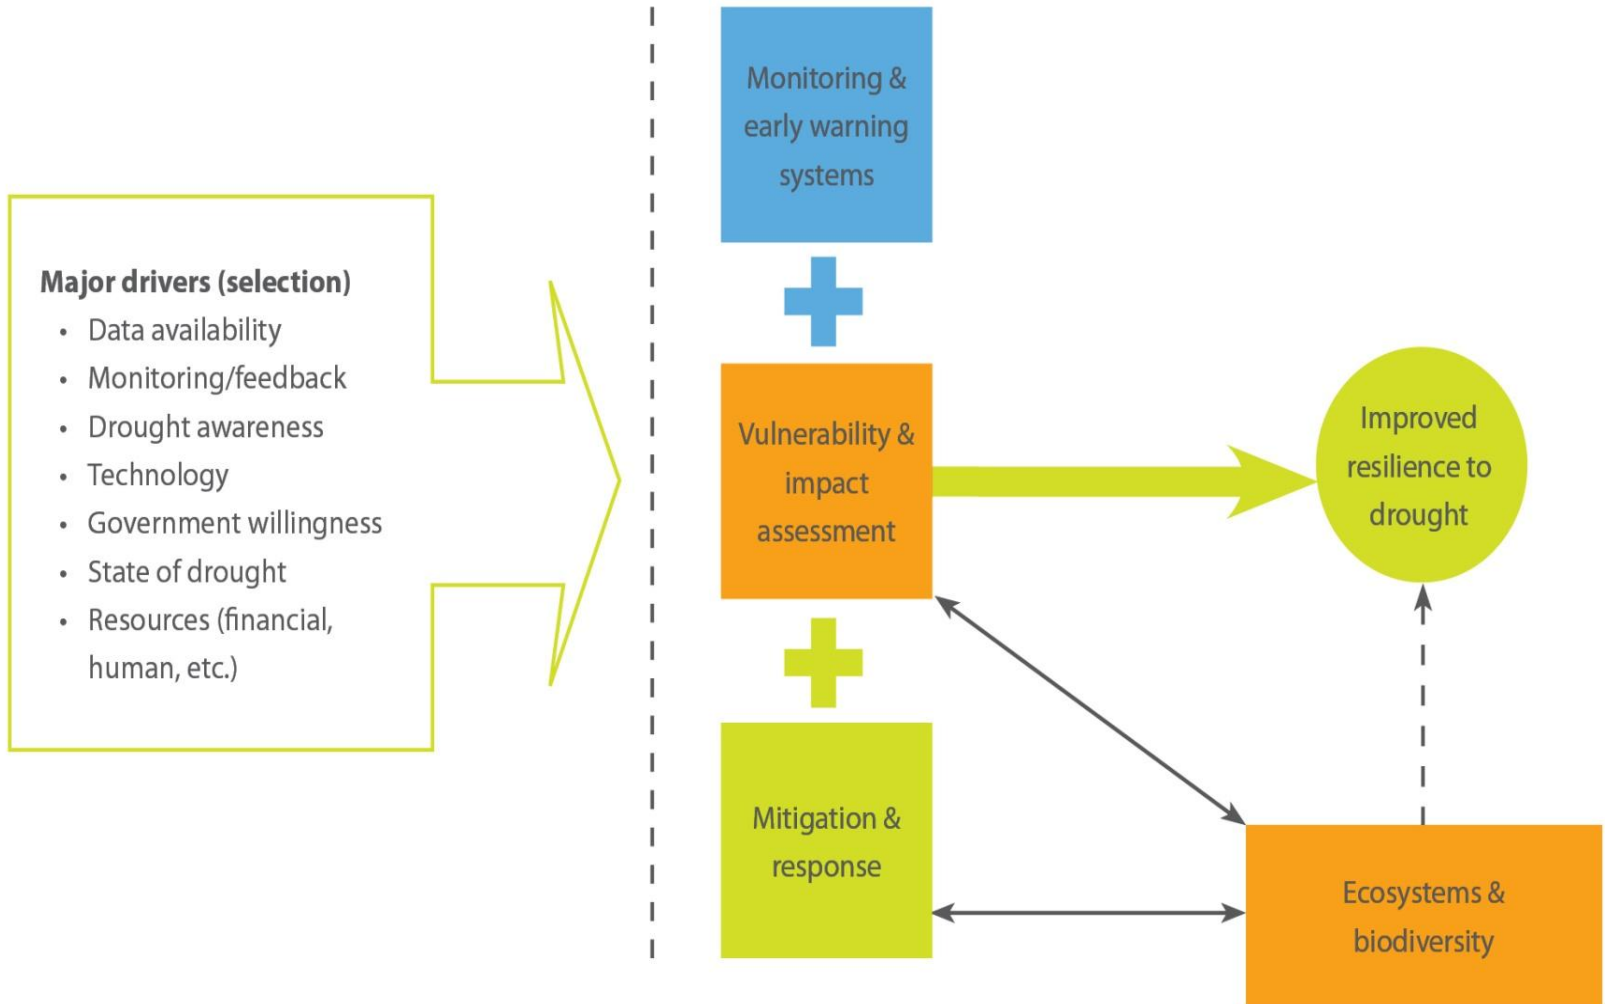 Major drivers (selection)
• Data availability
• Monitoring/feedback
• Drought awareness
• Technology
• Government willingness
• State of drought
• Resources (financial,
human, etc.)
Monitoring &
early warning
systems
Vulnerability &
impact
assessment
Mitigation &
response
Improved
resilience to
drought
Ecosystems &
biodiversity